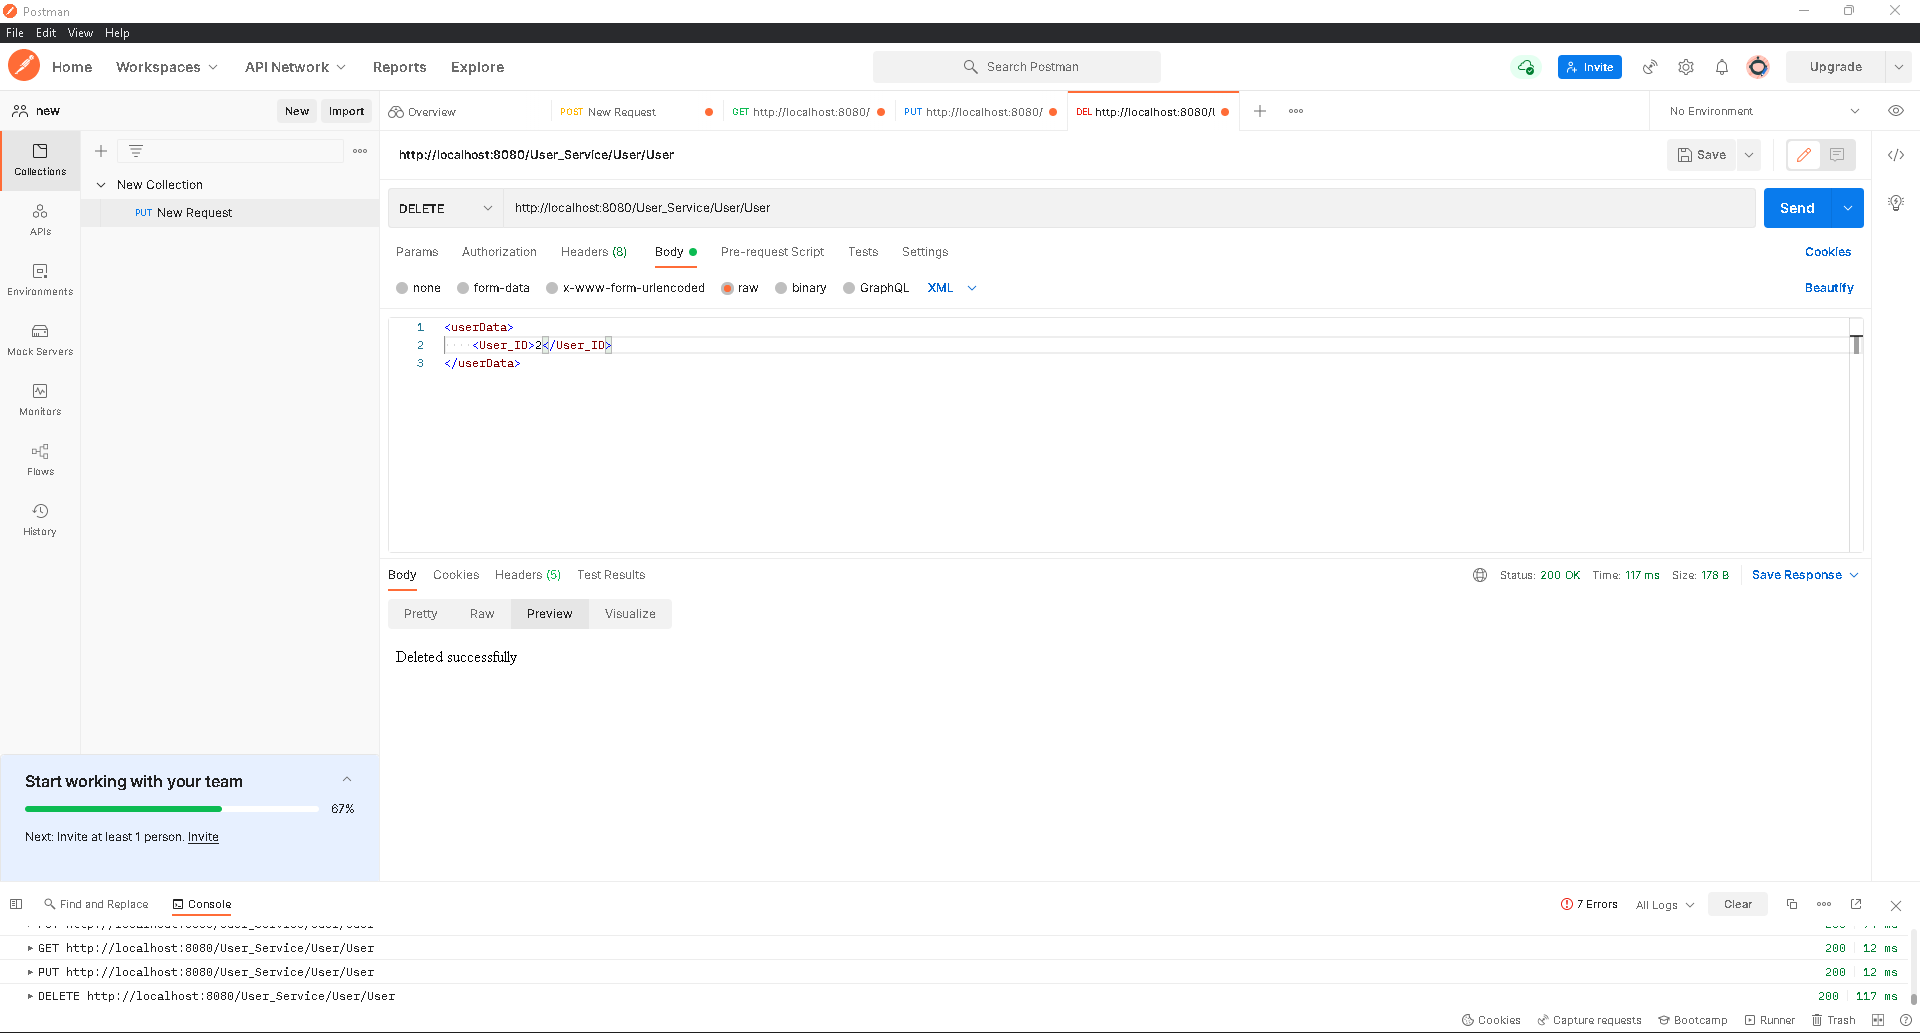 Postman
File Edit View Help
Home Workspaces API Network Reports Explore Search Postman Invite Upgrade
new New Import Overview POST New Request GET http://localhost:8080/ PUT http://localhost:8080/ DEL http://localhost:8080/U No Environment
http://localhost:8080/User_Service/User/User Save
Collections
New Collection
PUT New Request
DELETE http://localhost:8080/User_Service/User/User Send
APIs
Params Authorization Headers (8) Body Pre-request Script Tests Settings Cookies
Environments
none form-data x-www-form-urlencoded raw binary GraphQL XML Beautify
1 <userData>
2 <User_ID>2</User_ID>
3 </userData>
Mock Servers
Monitors
Flows
History
Body Cookies Headers (5) Test Results Status: 200 OK Time: 117 ms Size: 178 B Save Response
Pretty Raw Preview Visualize
Deleted successfully
Start working with your team
67%
Next: Invite at least 1 person. Invite
Find and Replace Console 7 Errors All Logs Clear
GET http://localhost:8080/User_Service/User/User 200 12 ms
PUT http://localhost:8080/User_Service/User/User 200 12 ms
DELETE http://localhost:8080/User_Service/User/User 200 117 ms
Cookies Capture requests Bootcamp Runner Trash